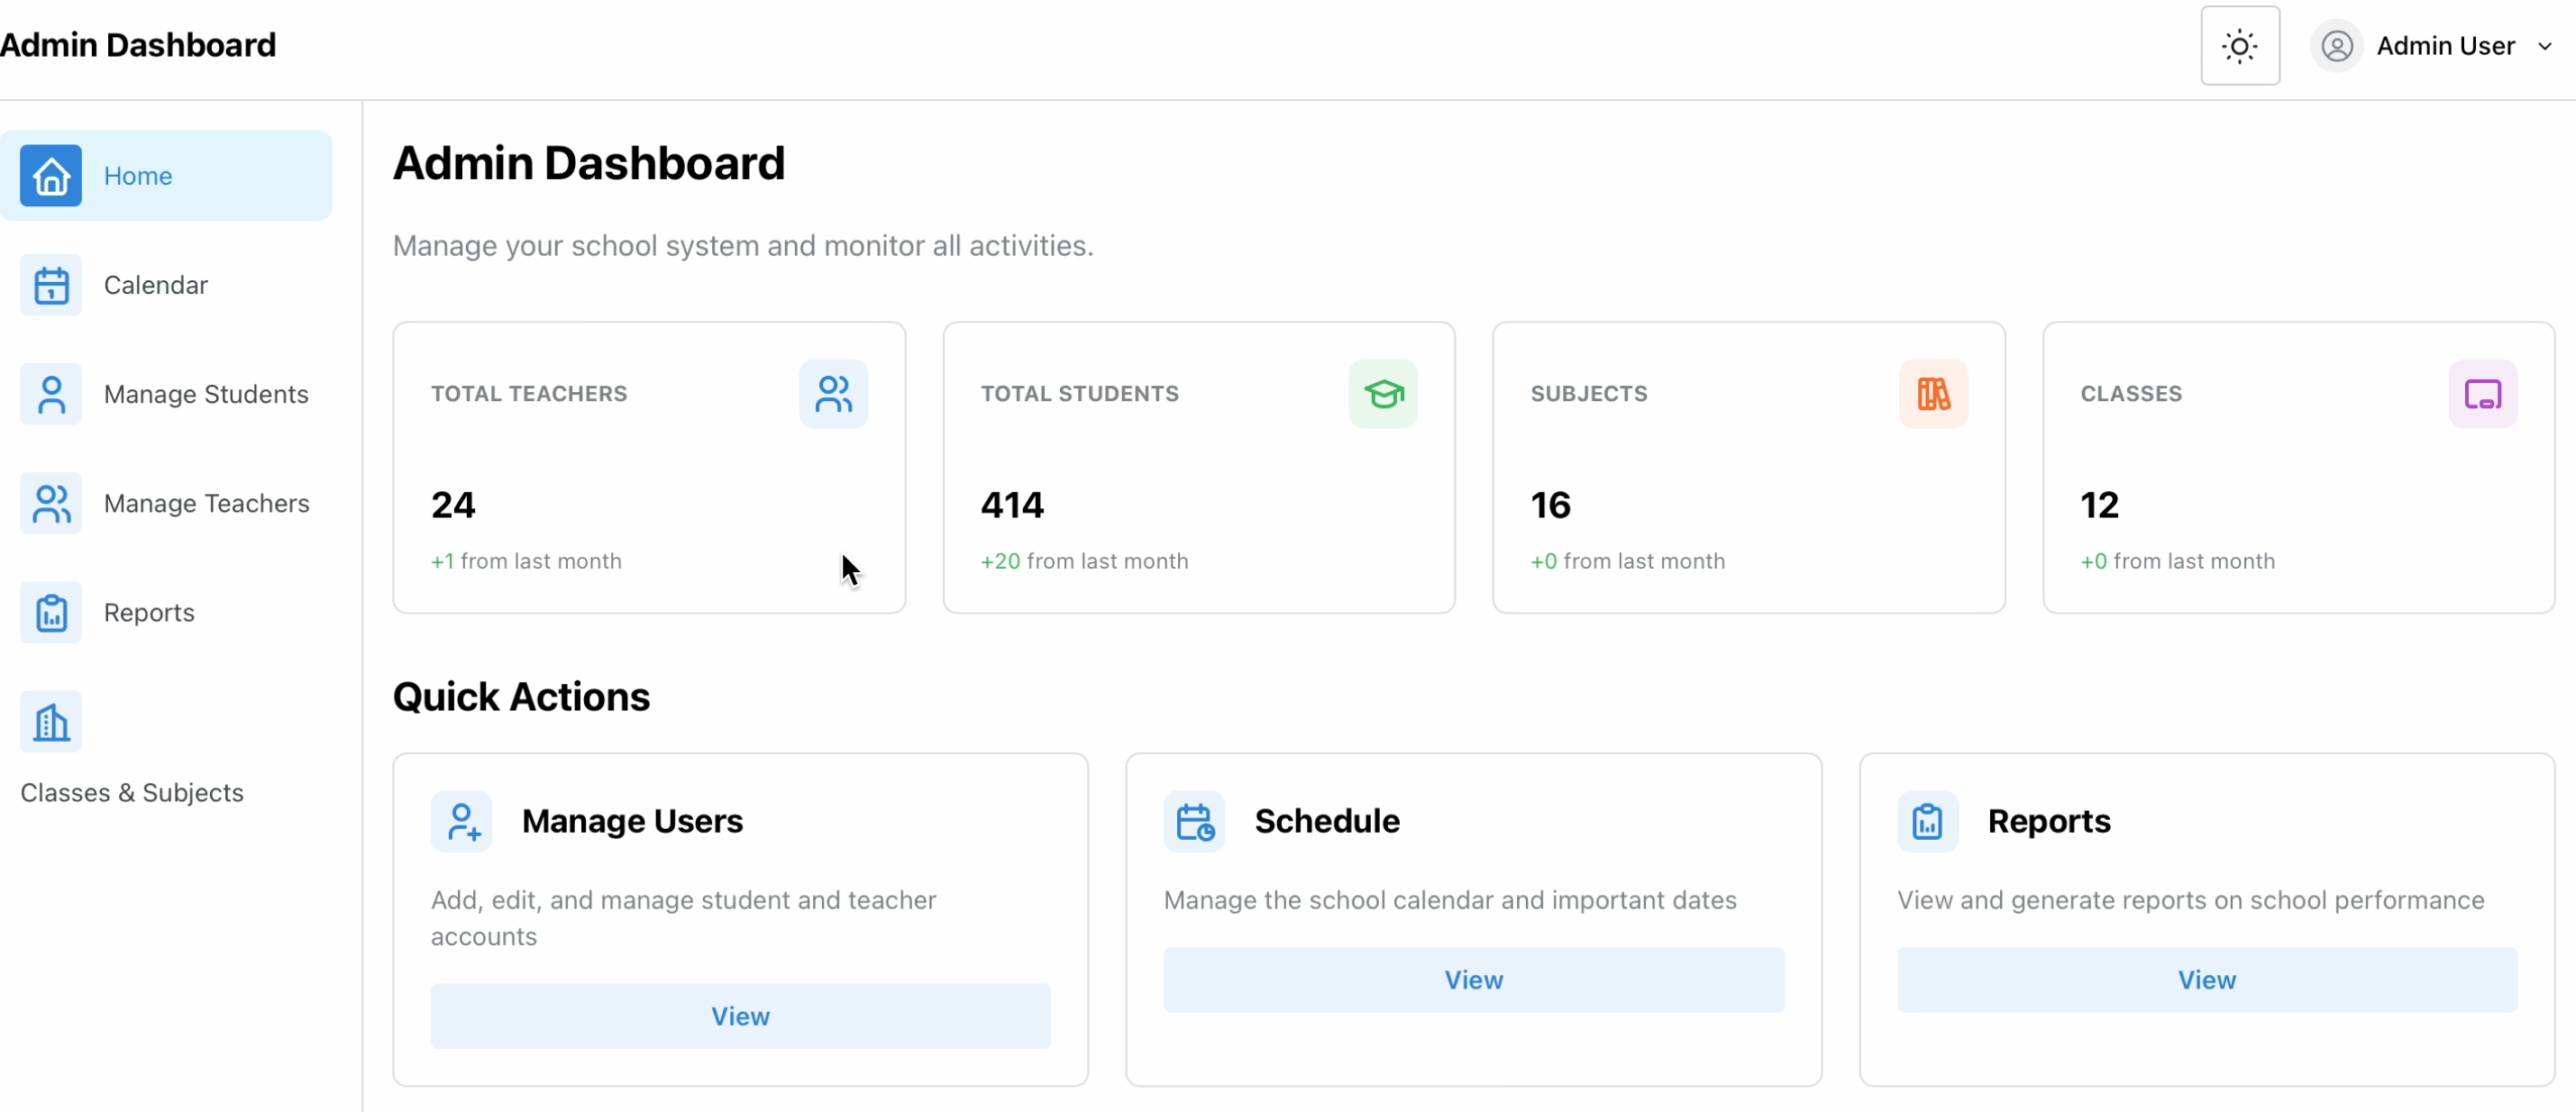 Admin Dashboard
Admin User
Home
Calendar
Manage Students
Manage Teachers
Reports
Classes & Subjects
Admin Dashboard
Manage your school system and monitor all activities.
TOTAL TEACHERS
24
+1 from last month
TOTAL STUDENTS
414
+20 from last month
SUBJECTS
16
+0 from last month
CLASSES
12
+0 from last month
Quick Actions
Manage Users
Add, edit, and manage student and teacher
accounts
View
Schedule
Manage the school calendar and important dates
View
Reports
View and generate reports on school performance
View